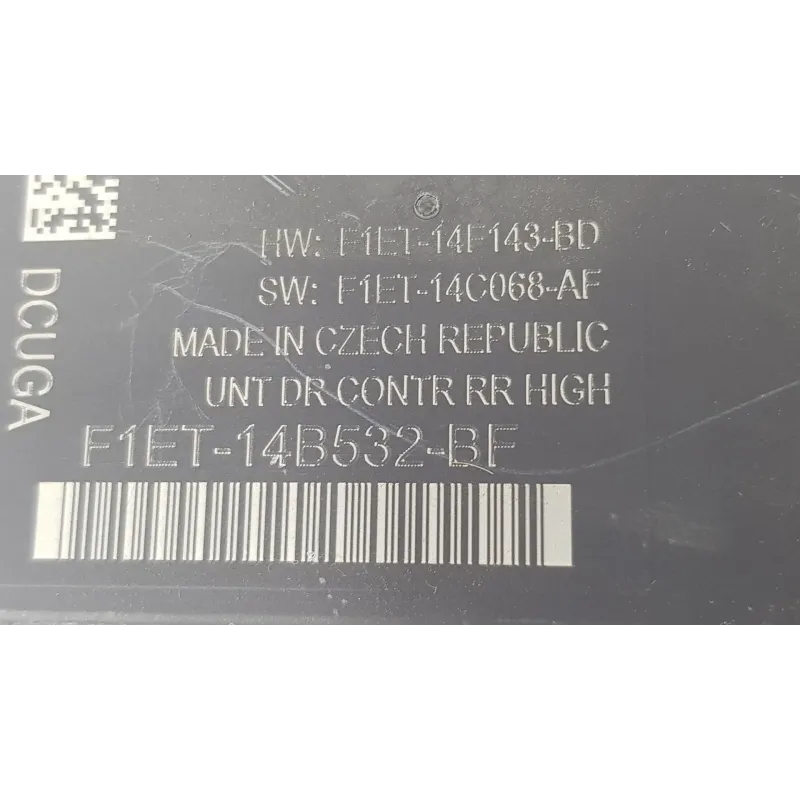 HW: F1ET-14F143-BD
SW: F1ET-14C068-AF
MADE IN CZECH REPUBLIC
UNT DR CONTR RR HIGH
F1ET-14B532-BF
DCUGA